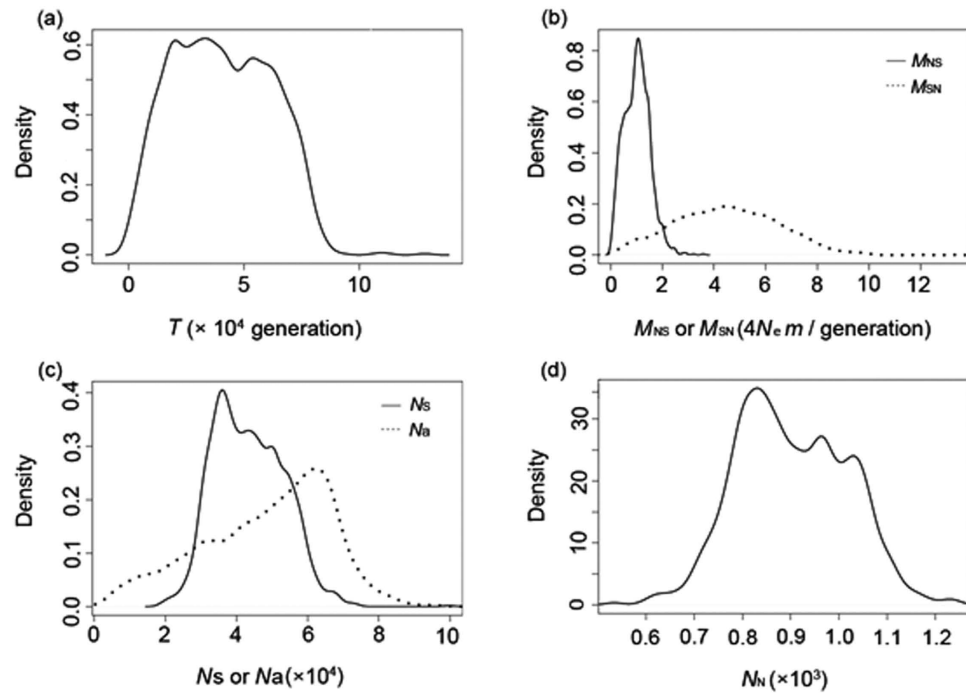 (a)
0.6
0.4
0.2
0.0
Density
0
5
10
T (× 10⁴ generation)
(b)
0.8
0.6
0.4
0.2
0.0
Density
MNS
MSN
0 2 4 6 8 10 12
MNS or MSN (4Ne m / generation)
(c)
0.4
0.3
0.2
0.1
0.0
Density
Ns
Na
0 2 4 6 8 10
Ns or Na (×10⁴)
(d)
30
20
10
0
Density
0.6 0.7 0.8 0.9 1.0 1.1 1.2
NN (×10³)